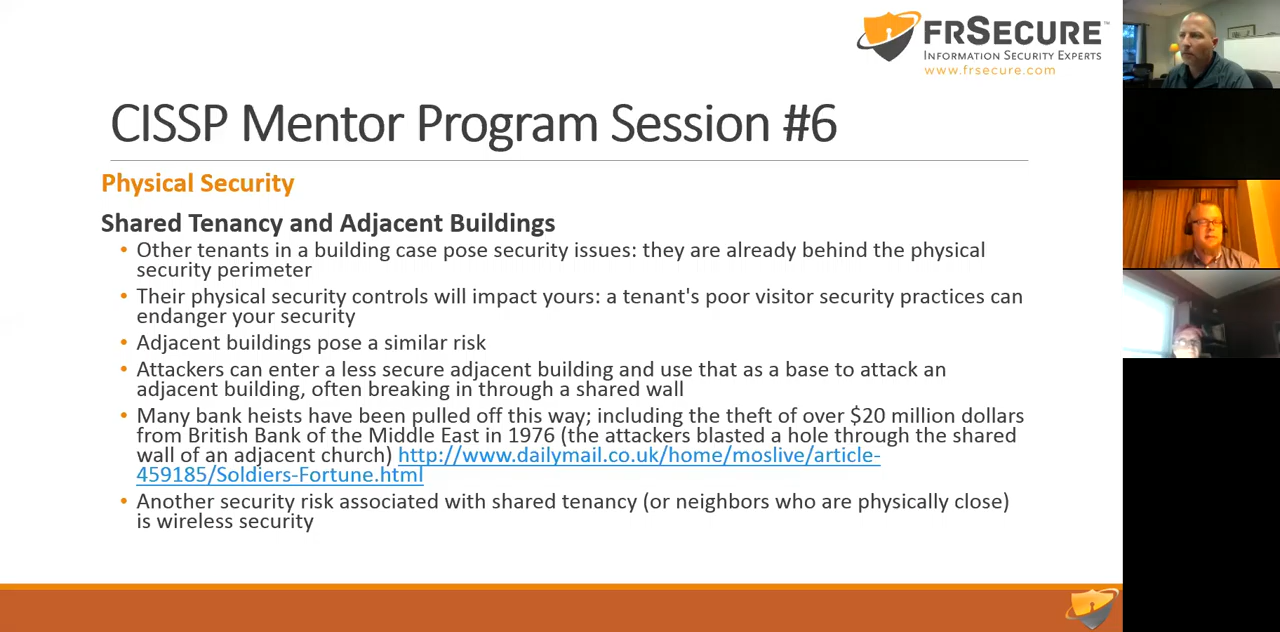 FRSECURE™
INFORMATION SECURITY EXPERTS
www.frsecure.com
CISSP Mentor Program Session #6
Physical Security
Shared Tenancy and Adjacent Buildings
• Other tenants in a building case pose security issues: they are already behind the physical
security perimeter
• Their physical security controls will impact yours: a tenant's poor visitor security practices can
endanger your security
• Adjacent buildings pose a similar risk
• Attackers can enter a less secure adjacent building and use that as a base to attack an
adjacent building, often breaking in through a shared wall
• Many bank heists have been pulled off this way; including the theft of over $20 million dollars
from British Bank of the Middle East in 1976 (the attackers blasted a hole through the shared
wall of an adjacent church) http://www.dailymail.co.uk/home/moslive/article-
459185/Soldiers-Fortune.html
• Another security risk associated with shared tenancy (or neighbors who are physically close)
is wireless security